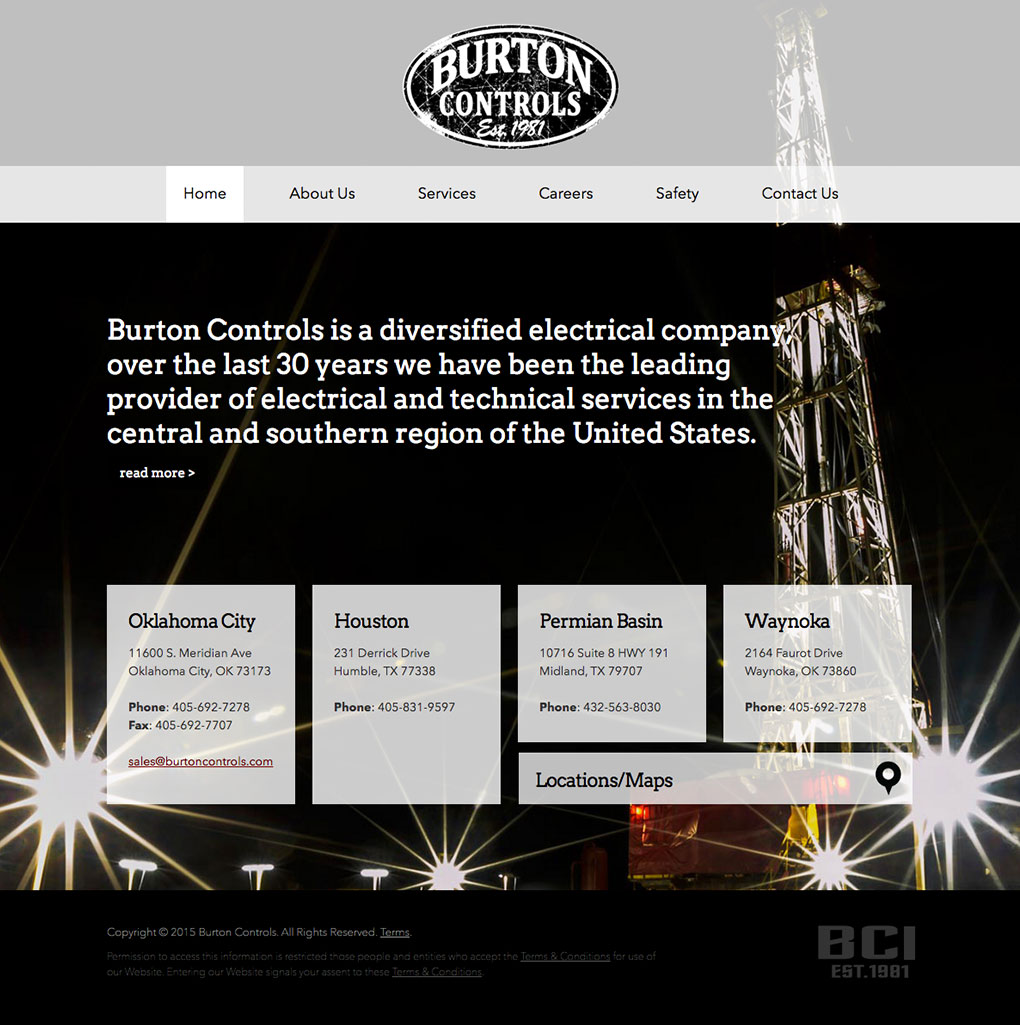 BURTON
CONTROLS
Est. 1981
Home
About Us
Services
Careers
Safety
Contact Us
Burton Controls is a diversified electrical company,
over the last 30 years we have been the leading
provider of electrical and technical services in the
central and southern region of the United States.
read more >
Oklahoma City
11600 S. Meridian Ave
Oklahoma City, OK 73173
Phone: 405-692-7278
Fax: 405-692-7707
sales@burtoncontrols.com
Houston
231 Derrick Drive
Humble, TX 77338
Phone: 405-831-9597
Permian Basin
10716 Suite 8 HWY 191
Midland, TX 79707
Phone: 432-563-8030
Waynoka
2164 Faurot Drive
Waynoka, OK 73860
Phone: 405-692-7278
Locations/Maps
Copyright © 2015 Burton Controls. All Rights Reserved. Terms.
Permission to access this information is restricted those people and entities who accept the Terms & Conditions for use of
our Website. Entering our Website signals your assent to these Terms & Conditions.
BCI
EST.1981